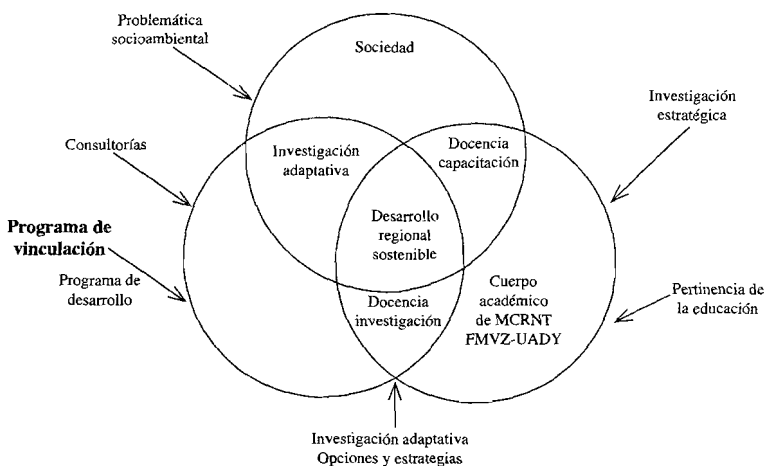 Problemática
socioambiental
Sociedad
Investigación
estratégica
Consultorías
Investigación
adaptativa
Docencia
capacitación
Programa de
vinculación
Programa de
desarrollo
Desarrollo
regional
sostenible
Docencia
investigación
Cuerpo
académico
de MCRNT
FMVZ-UADY
Pertinencia de
la educación
Investigación adaptativa
Opciones y estrategias